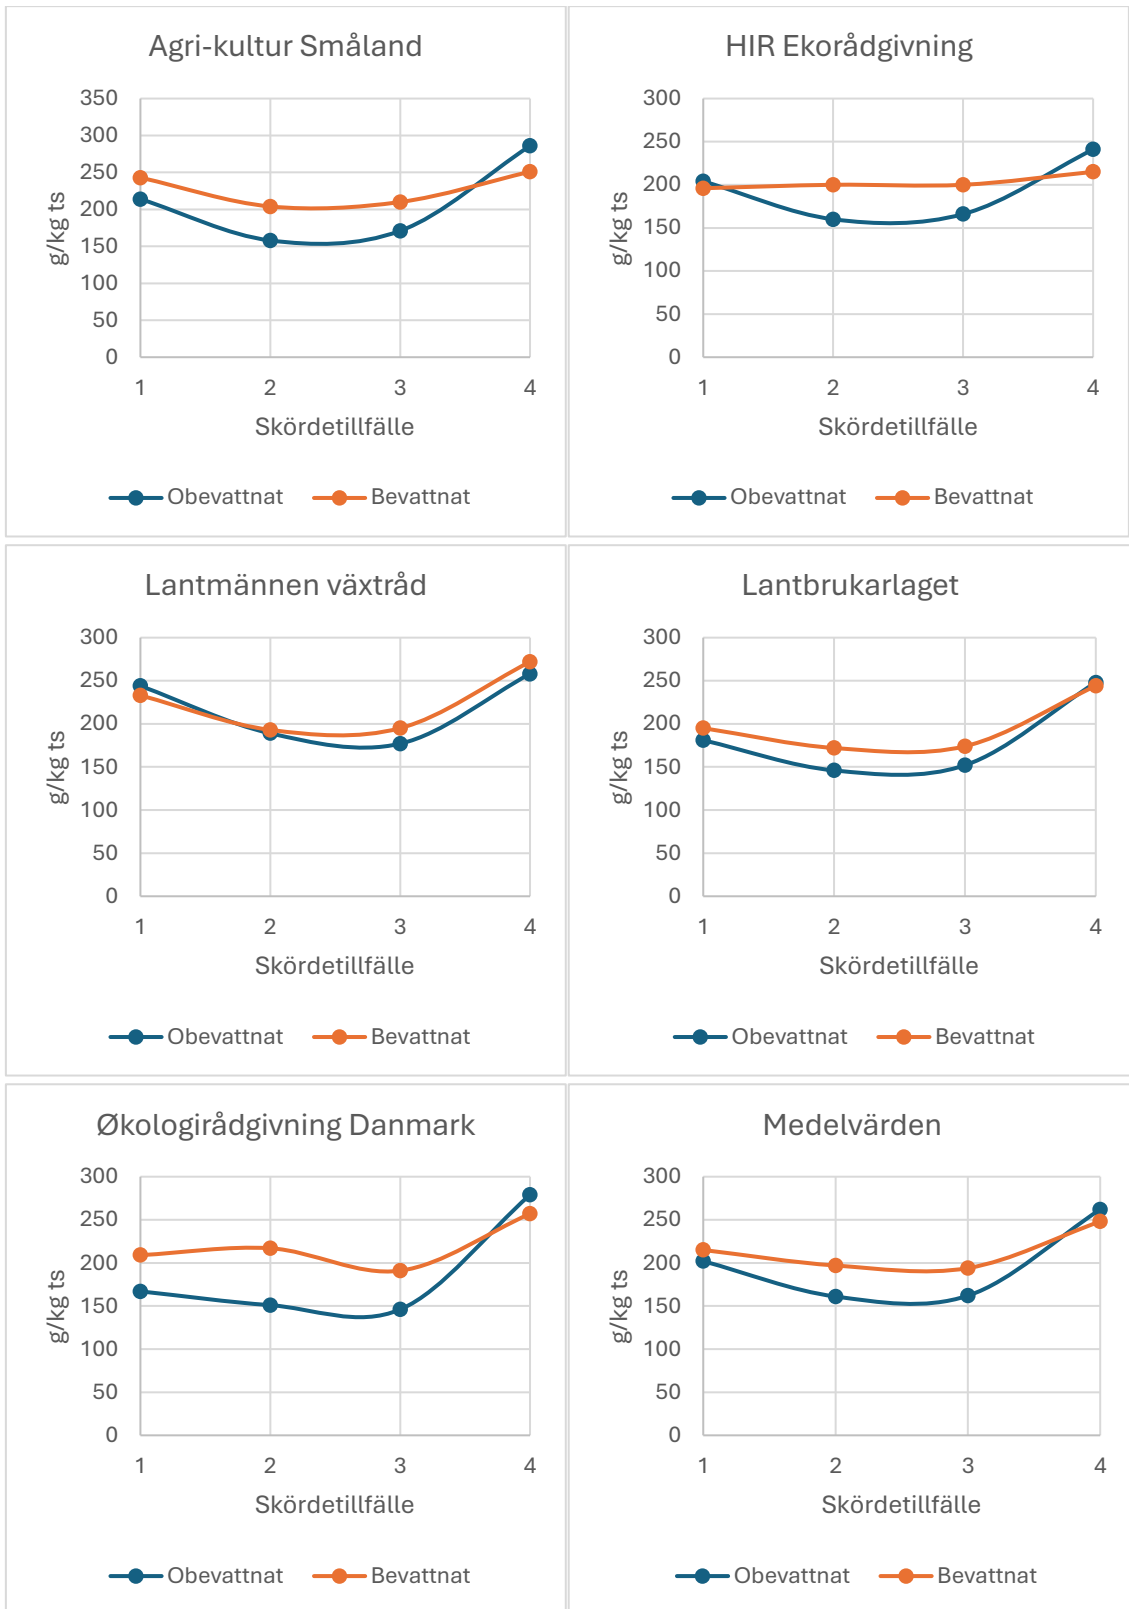 Agri-kultur Småland
g/kg ts
350
300
250
200
150
100
50
0
1 2 3 4
Skördetillfälle
Obevattnat Bevattnat
HIR Ekorådgivning
g/kg ts
300
250
200
150
100
50
0
1 2 3 4
Skördetillfälle
Obevattnat Bevattnat
Lantmännen växtråd
g/kg ts
300
250
200
150
100
50
0
1 2 3 4
Skördetillfälle
Obevattnat Bevattnat
Lantbrukarlaget
g/kg ts
300
250
200
150
100
50
0
1 2 3 4
Skördetillfälle
Obevattnat Bevattnat
Økologirådgivning Danmark
g/kg ts
300
250
200
150
100
50
0
1 2 3 4
Skördetillfälle
Obevattnat Bevattnat
Medelvärden
g/kg ts
300
250
200
150
100
50
0
1 2 3 4
Skördetillfälle
Obevattnat Bevattnat